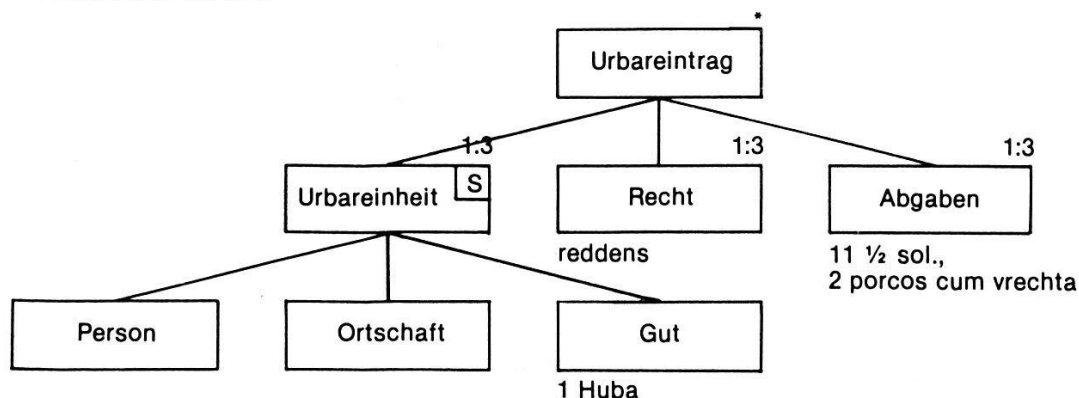 *
Urbareintrag
1:3 1:3 1:3
Urbareinheit S Recht Abgaben
reddens 11 ½ sol.,
2 porcos cum vrechta
Person Ortschaft Gut
1 Huba